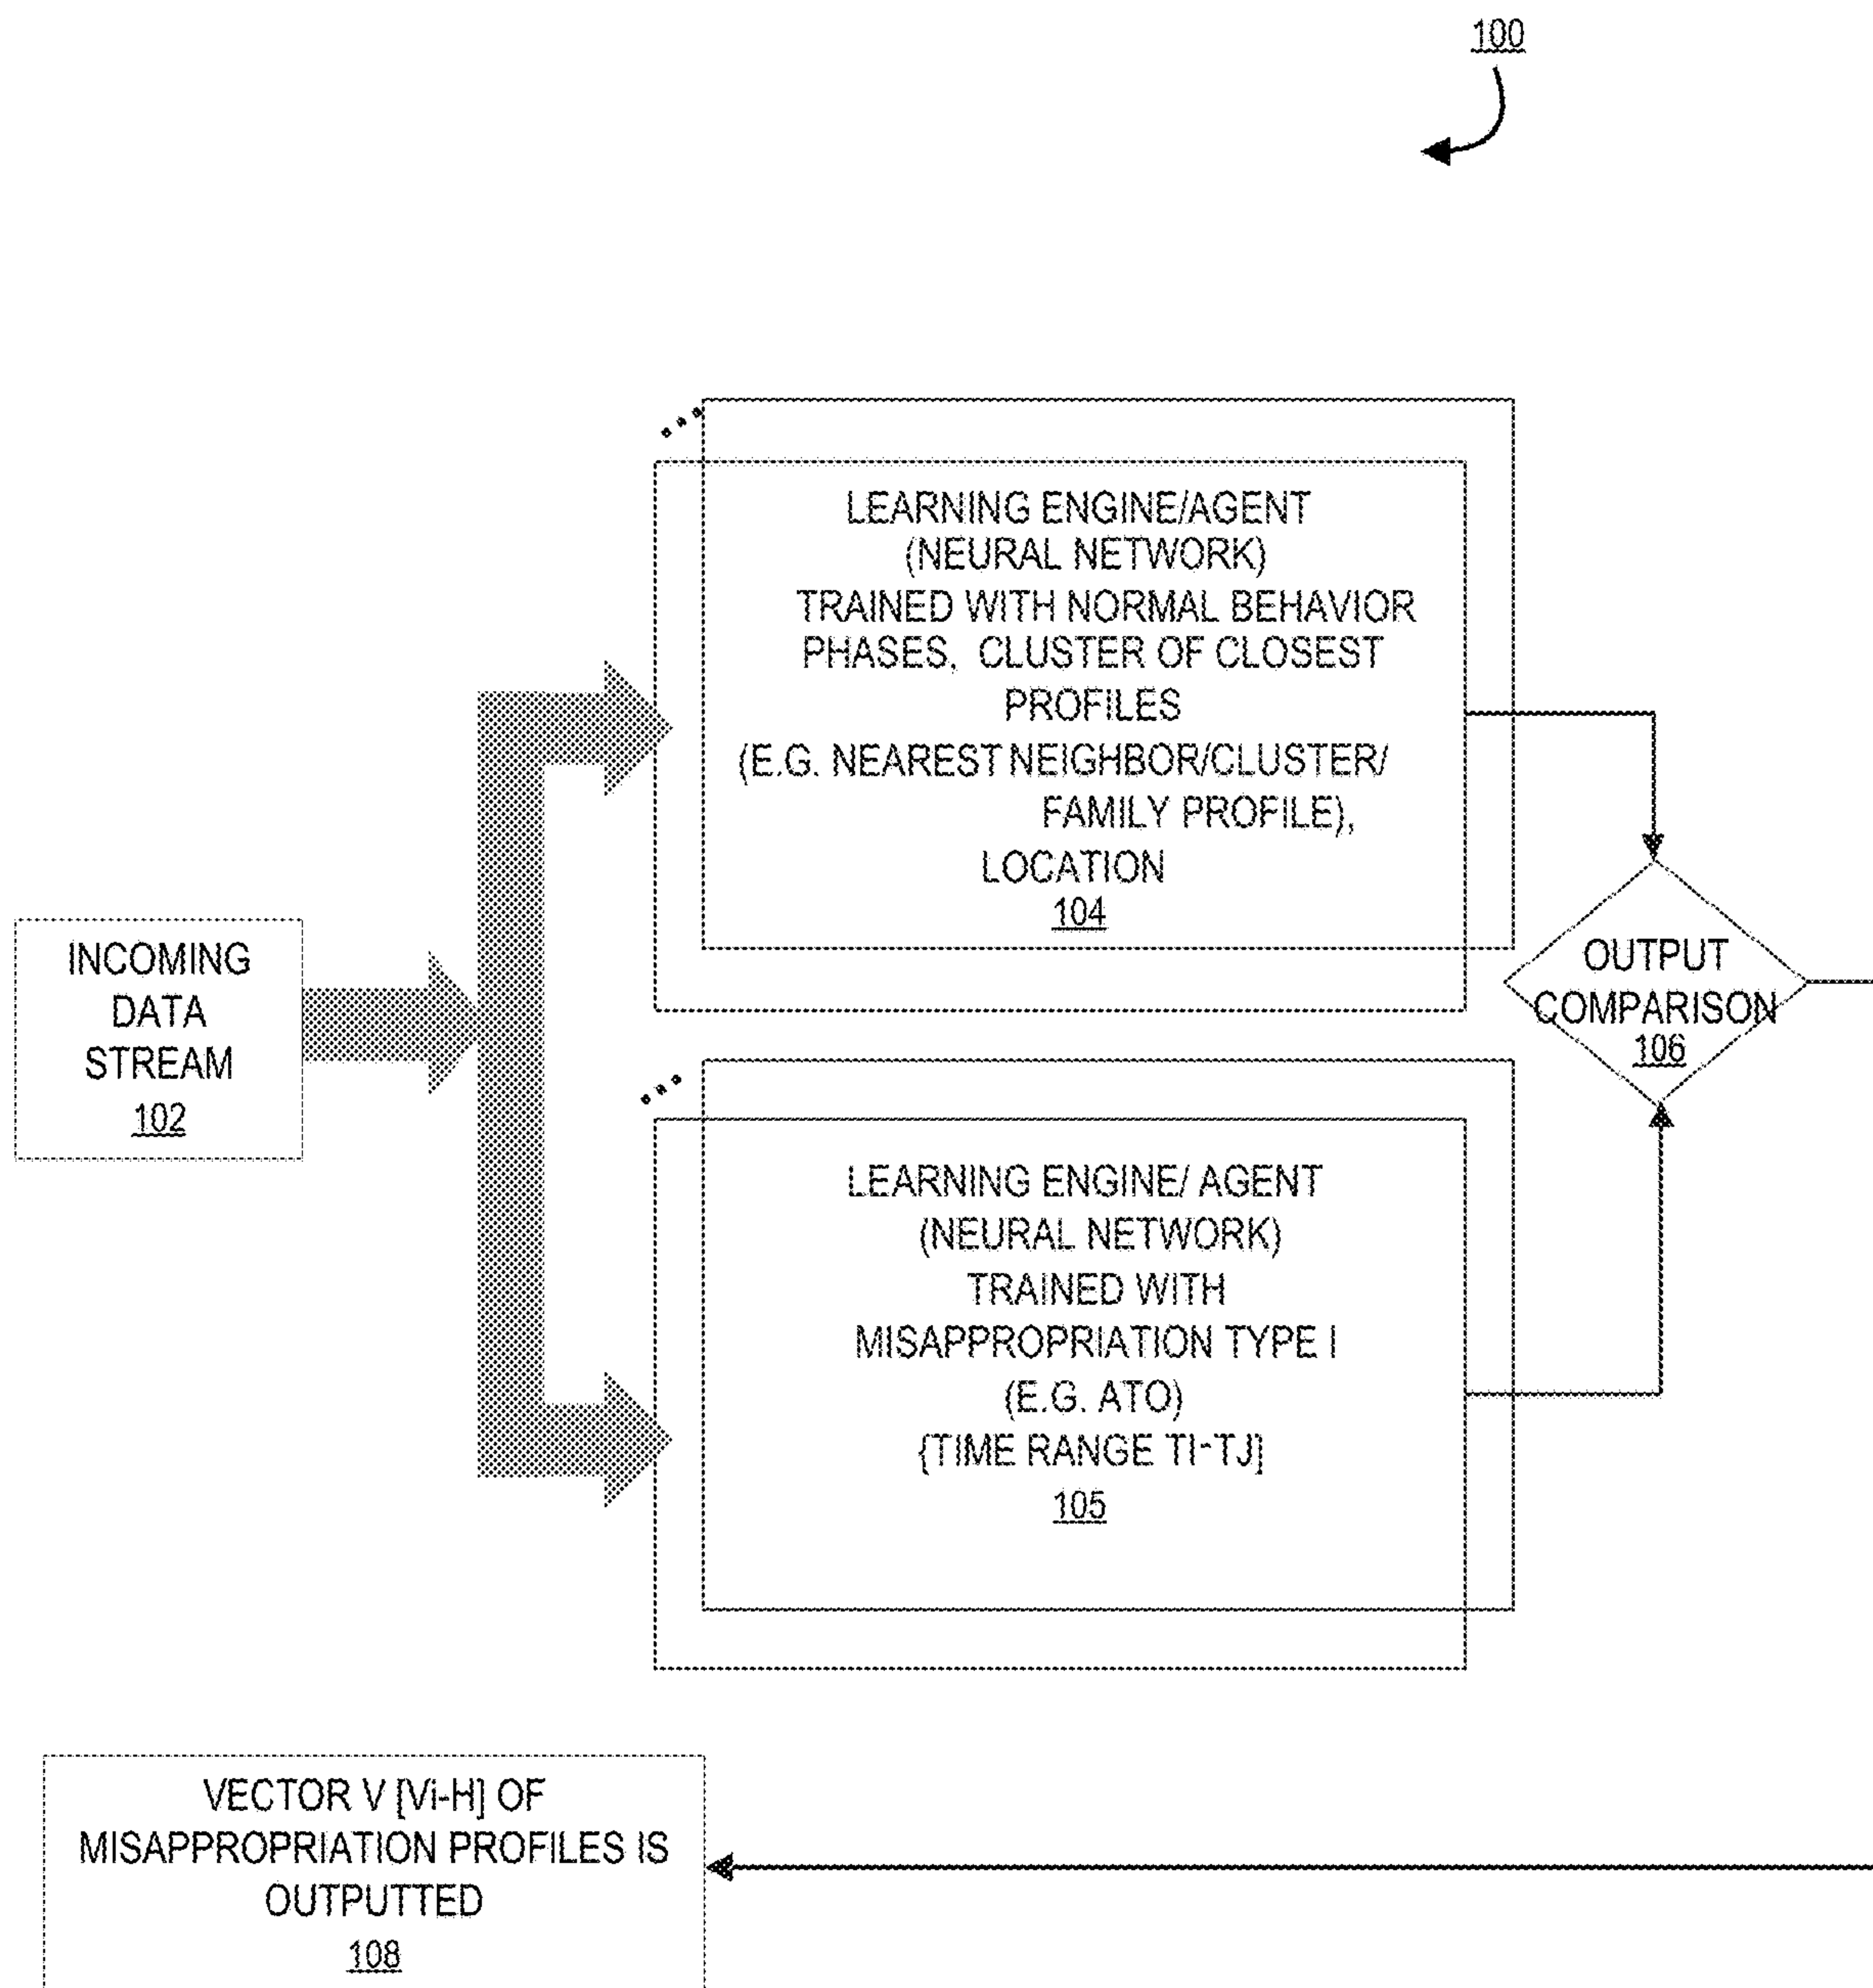 100
LEARNING ENGINE/AGENT
(NEURAL NETWORK)
TRAINED WITH NORMAL BEHAVIOR
PHASES, CLUSTER OF CLOSEST
PROFILES
(E.G. NEAREST NEIGHBOR/CLUSTER/
FAMILY PROFILE),
LOCATION
104
INCOMING
DATA
STREAM
102
OUTPUT
COMPARISON
106
LEARNING ENGINE/ AGENT
(NEURAL NETWORK)
TRAINED WITH
MISAPPROPRIATION TYPE I
(E.G. ATO)
{TIME RANGE TI-TJ]
105
VECTOR V [Vi-H] OF
MISAPPROPRIATION PROFILES IS
OUTPUTTED
108